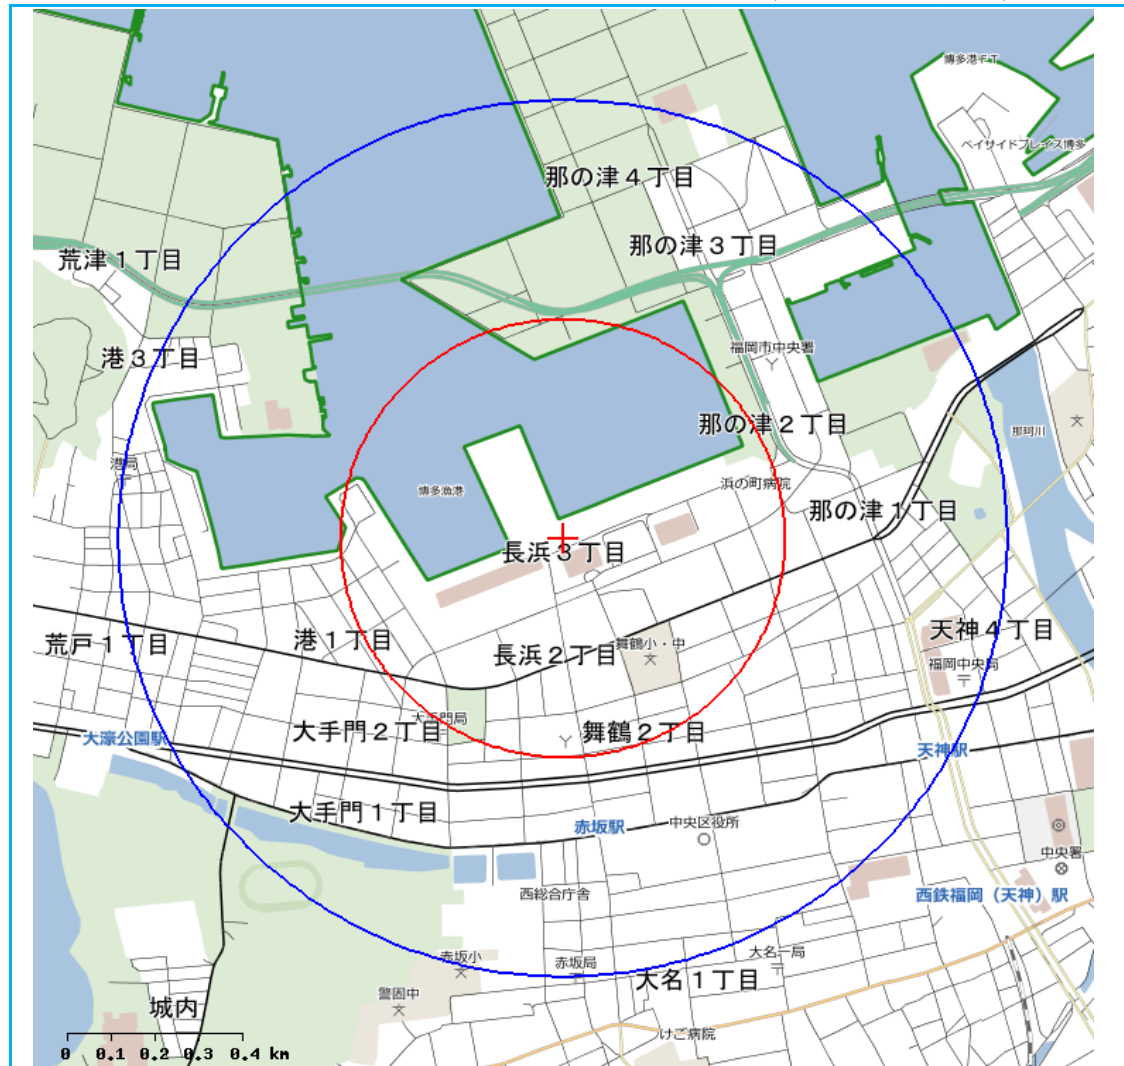 博多港FT
ベイサイドプレイス博多
那の津４丁目
那の津３丁目
荒津１丁目
福岡市中央署
港３丁目
那の津２丁目
那珂川
港局
浜の町病院
博多漁港
那の津１丁目
長浜３丁目
天神４丁目
荒戸１丁目
港１丁目
舞鶴小・中
長浜２丁目
福岡中央局
大手門局
大手門２丁目
舞鶴２丁目
大濠公園駅
天神駅
大手門１丁目
赤坂駅
中央区役所
中央署
西総合庁舎
西鉄福岡（天神）駅
赤坂小
赤坂局
大名一局
大名１丁目
警固中
城内
けご病院
0 0.1 0.2 0.3 0.4 km